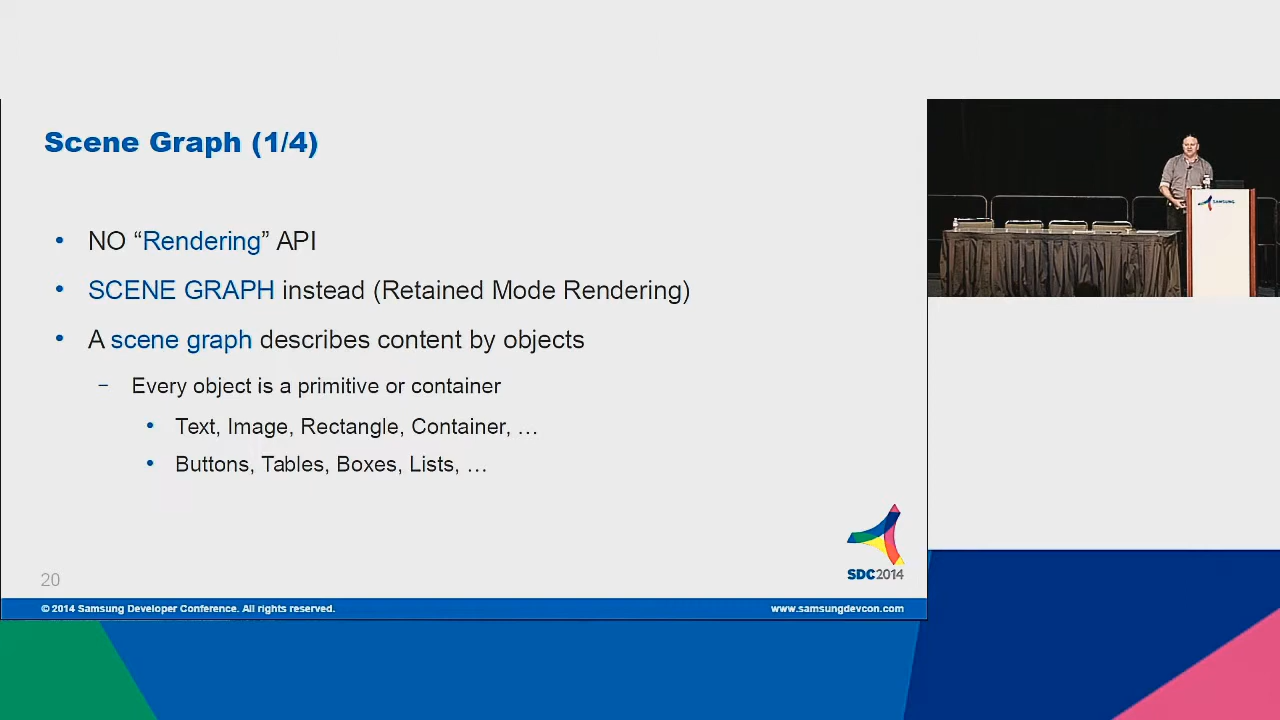 Scene Graph (1/4)
• NO “Rendering” API
• SCENE GRAPH instead (Retained Mode Rendering)
• A scene graph describes content by objects
– Every object is a primitive or container
• Text, Image, Rectangle, Container, …
• Buttons, Tables, Boxes, Lists, …
SAMSUNG
SDC2014
20
© 2014 Samsung Developer Conference. All rights reserved.
www.samsungdevcon.com